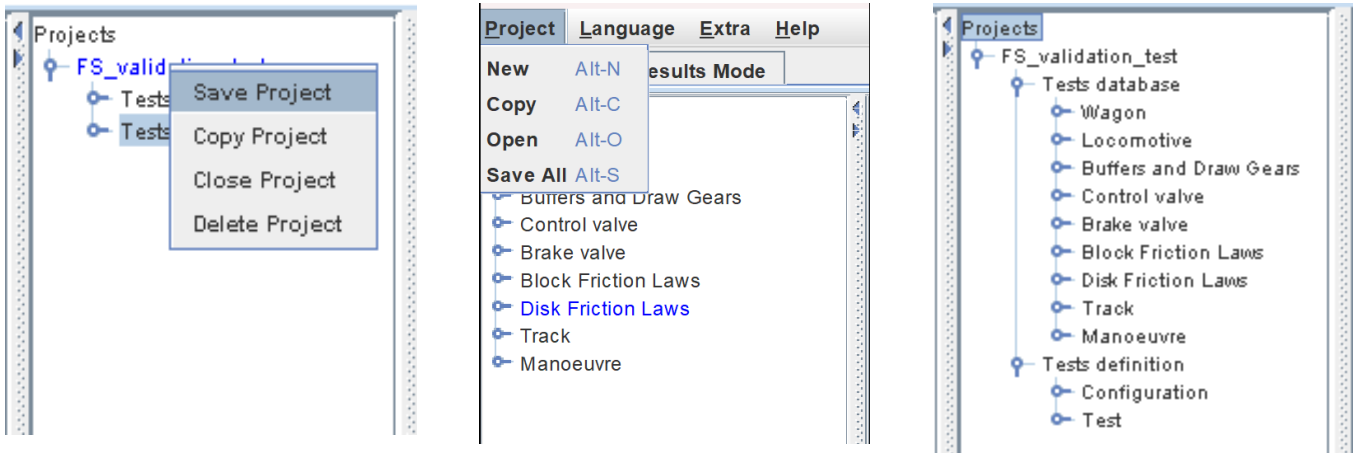 Projects
FS_valid
Tests
Tests
Save Project
Copy Project
Close Project
Delete Project
Project Language Extra Help
esults Mode
New Alt-N
Copy Alt-C
Open Alt-O
Save All Alt-S
Buffers and Draw Gears
Control valve
Brake valve
Block Friction Laws
Disk Friction Laws
Track
Manoeuvre
Projects
FS_validation_test
Tests database
Wagon
Locomotive
Buffers and Draw Gears
Control valve
Brake valve
Block Friction Laws
Disk Friction Laws
Track
Manoeuvre
Tests definition
Configuration
Test